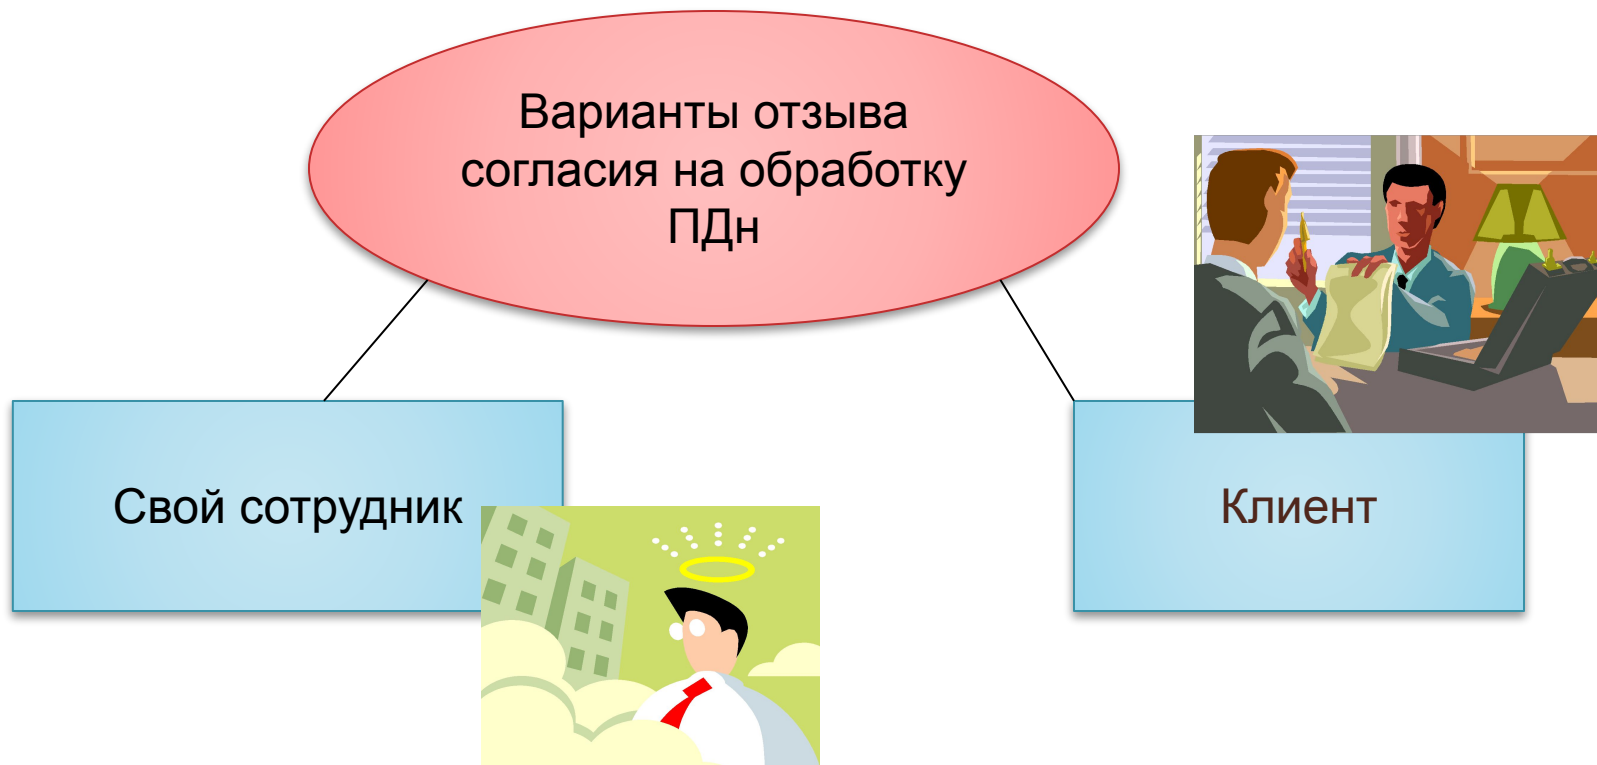 Варианты отзыва
согласия на обработку
ПДн
Свой сотрудник
Клиент